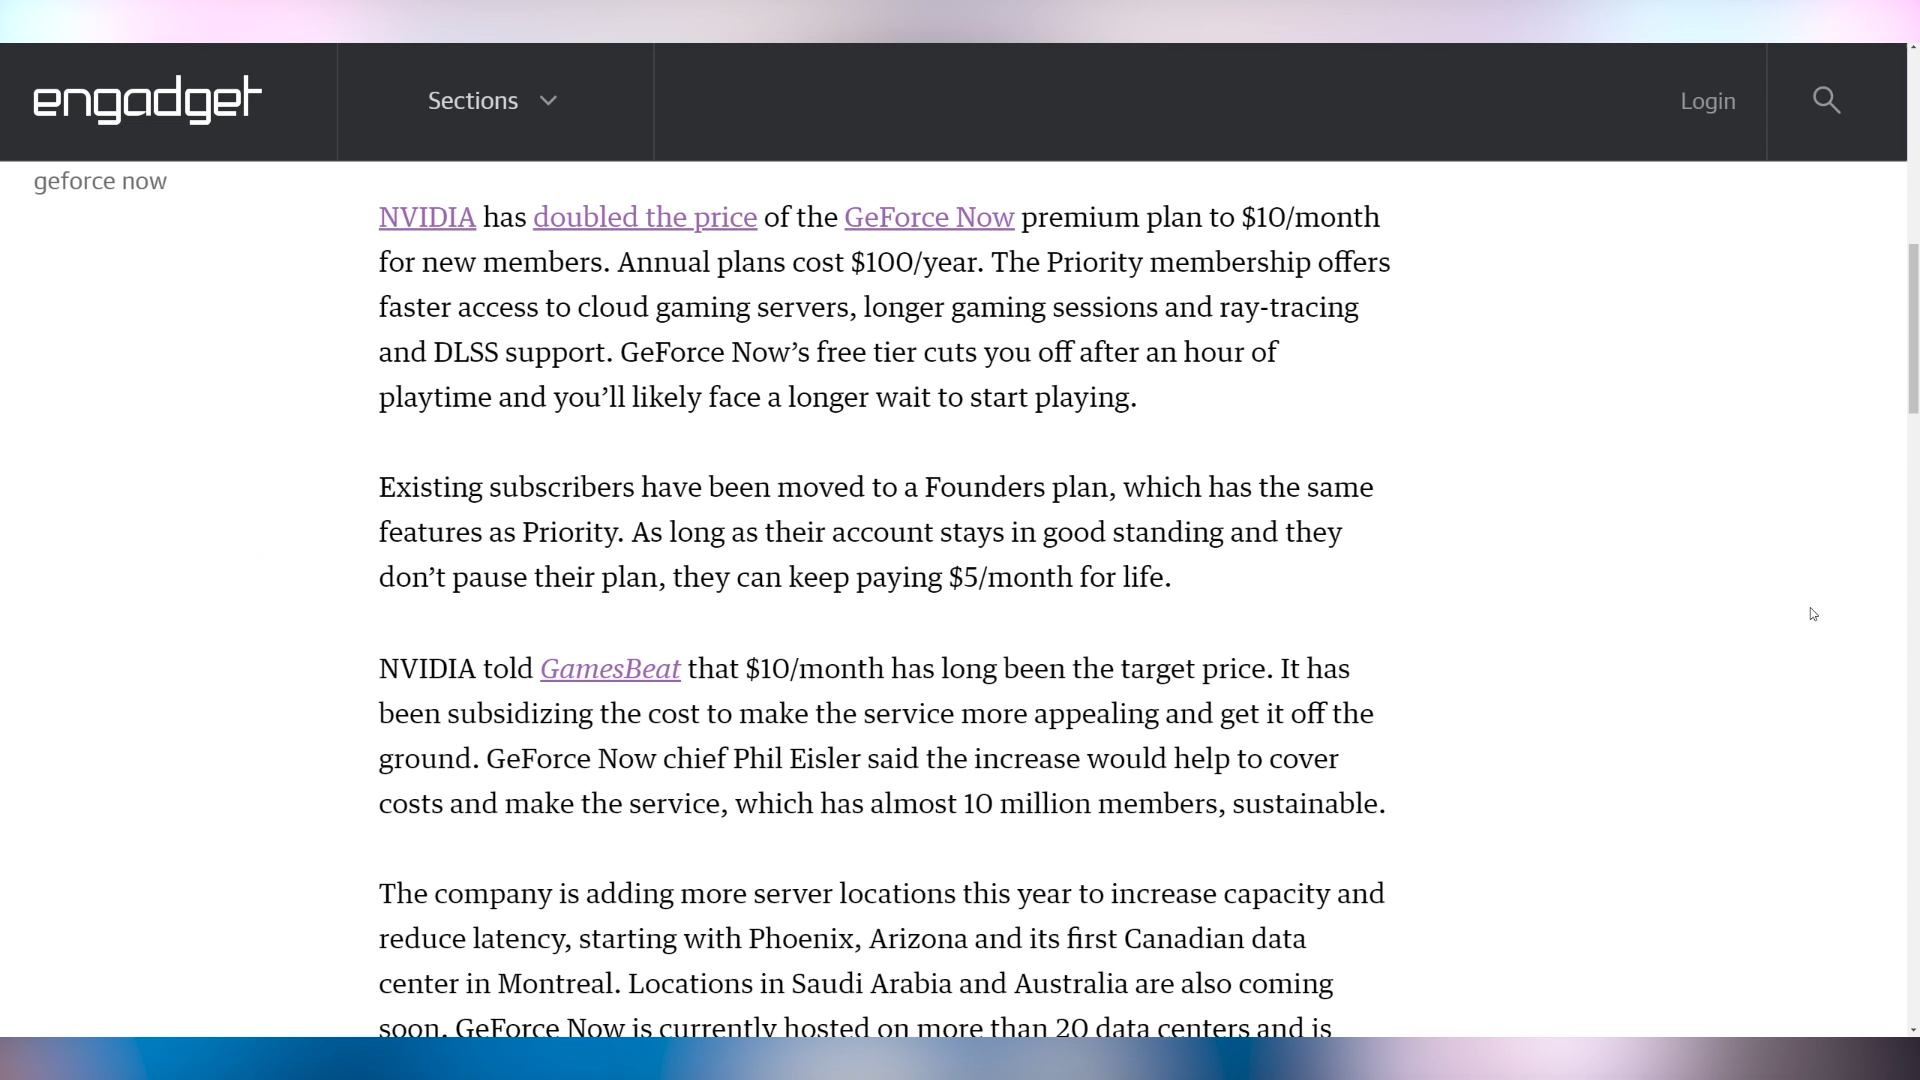 engadget
Sections
Login
geforce now
NVIDIA has doubled the price of the GeForce Now premium plan to $10/month
for new members. Annual plans cost $100/year. The Priority membership offers
faster access to cloud gaming servers, longer gaming sessions and ray-tracing
and DLSS support. GeForce Now’s free tier cuts you off after an hour of
playtime and you’ll likely face a longer wait to start playing.
Existing subscribers have been moved to a Founders plan, which has the same
features as Priority. As long as their account stays in good standing and they
don’t pause their plan, they can keep paying $5/month for life.
NVIDIA told GamesBeat that $10/month has long been the target price. It has
been subsidizing the cost to make the service more appealing and get it off the
ground. GeForce Now chief Phil Eisler said the increase would help to cover
costs and make the service, which has almost 10 million members, sustainable.
The company is adding more server locations this year to increase capacity and
reduce latency, starting with Phoenix, Arizona and its first Canadian data
center in Montreal. Locations in Saudi Arabia and Australia are also coming
soon. GeForce Now is currently hosted on more than 20 data centers and is